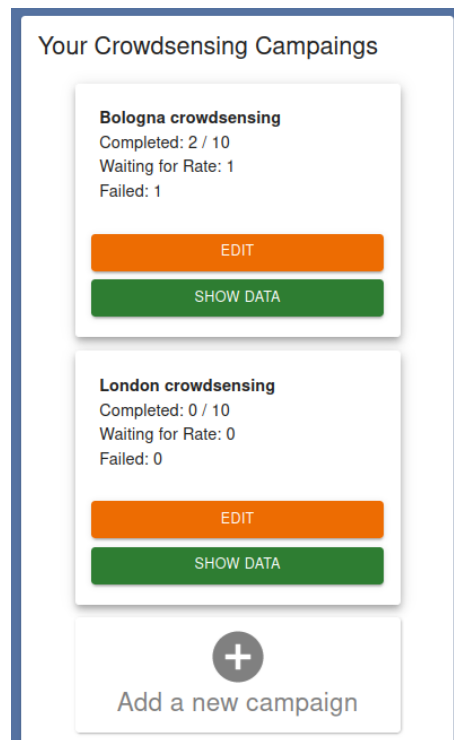 Your Crowdsensing Campaings
Bologna crowdsensing
Completed: 2 / 10
Waiting for Rate: 1
Failed: 1
EDIT
SHOW DATA
London crowdsensing
Completed: 0 / 10
Waiting for Rate: 0
Failed: 0
EDIT
SHOW DATA
Add a new campaign